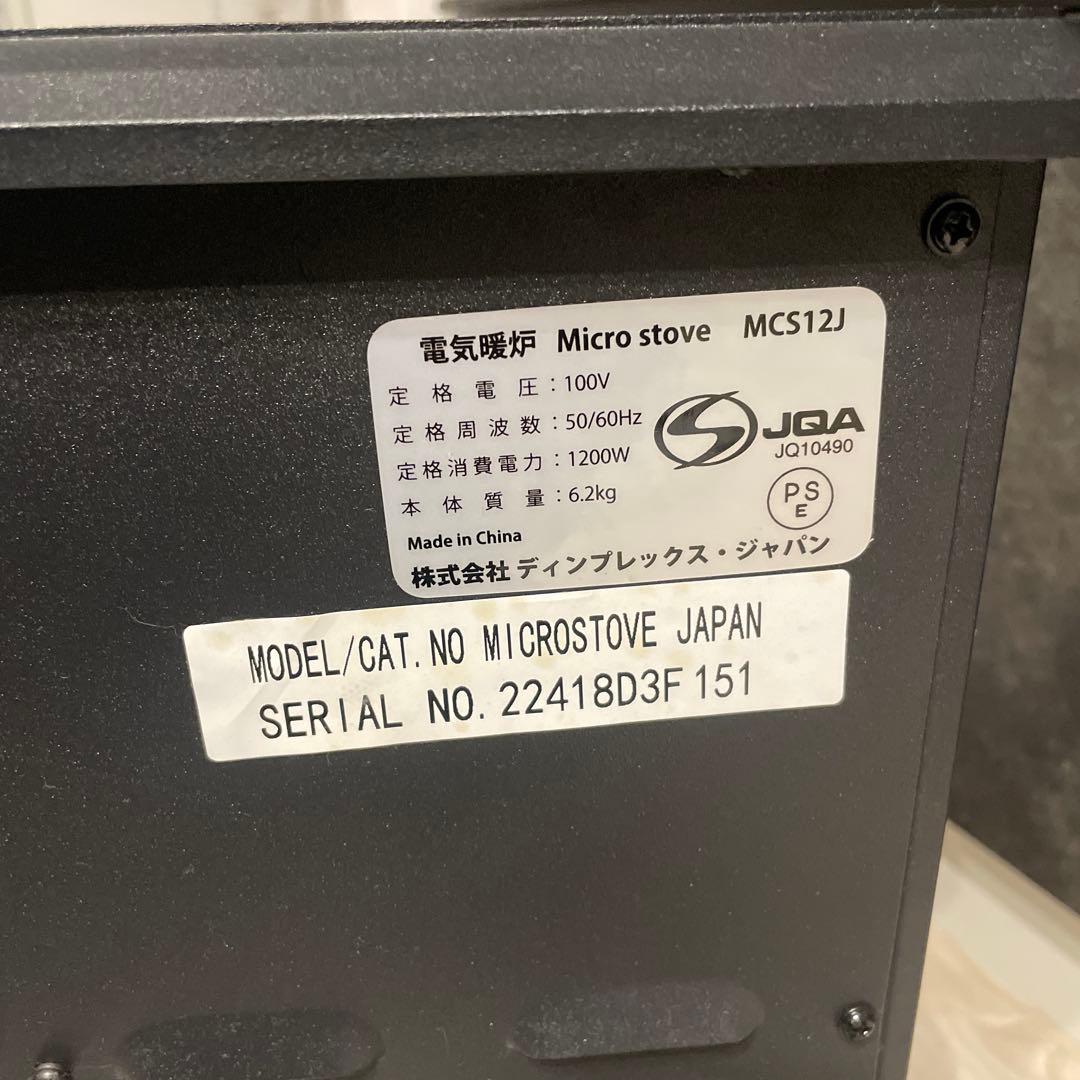 電気暖炉 Micro stove MCS12J
定格電圧：100V
定格周波数：50/60Hz
定格消費電力：1200W
本体質量：6.2kg
JQA
JQ10490
PS
E
Made in China
株式会社 ディンプレックス・ジャパン
MODEL/CAT.NO MICROSTOVE JAPAN
SERIAL NO. 22418D3F 151